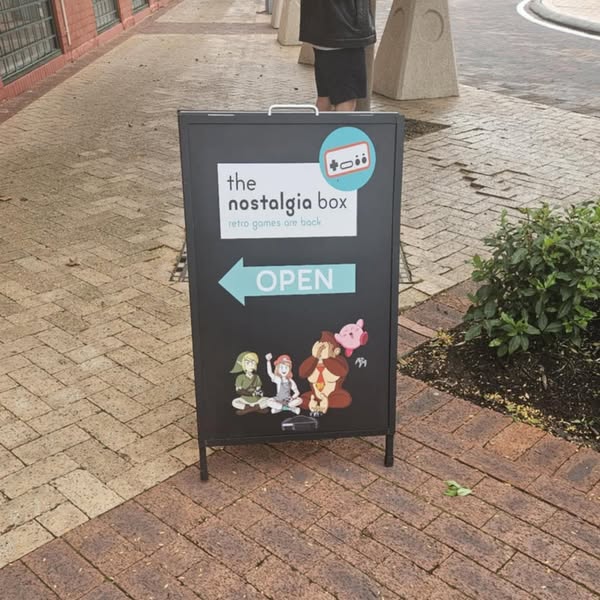 the
nostalgia box
retro games are back
OPEN